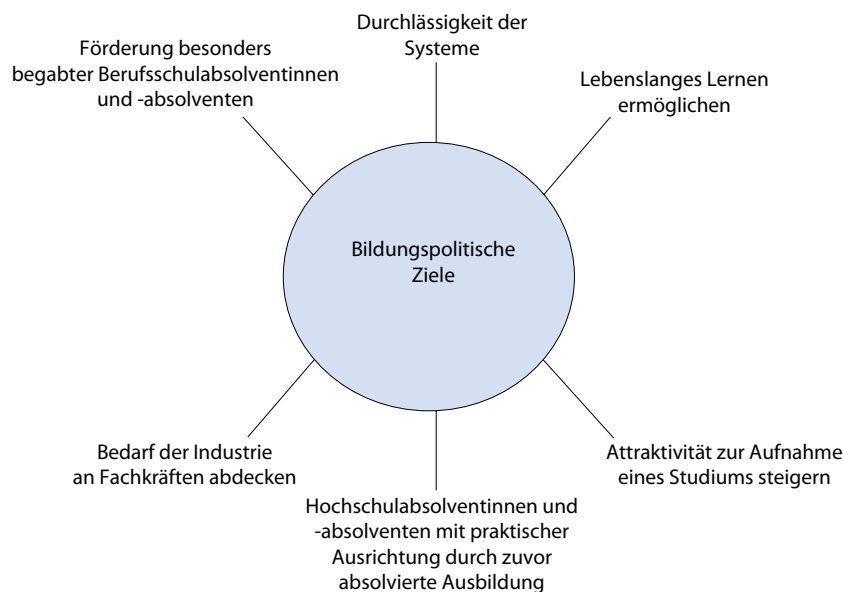 Durchlässigkeit der
Systeme
Förderung besonders
begabter Berufsschulabsolventinnen
und -absolventen
Lebenslanges Lernen
ermöglichen
Bildungspolitische
Ziele
Bedarf der Industrie
an Fachkräften abdecken
Attraktivität zur Aufnahme
eines Studiums steigern
Hochschulabsolventinnen und
-absolventen mit praktischer
Ausrichtung durch zuvor
absolvierte Ausbildung